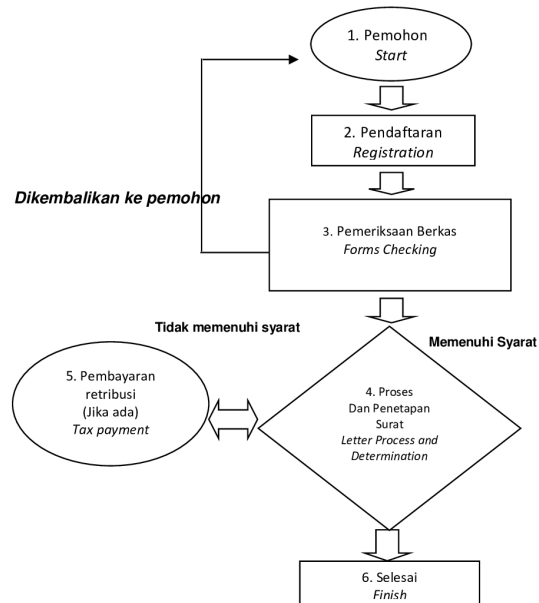 1. Pemohon
Start
2. Pendaftaran
Registration
Dikembalikan ke pemohon
3. Pemeriksaan Berkas
Forms Checking
Tidak memenuhi syarat
Memenuhi Syarat
5. Pembayaran
retribusi
(Jika ada)
Tax payment
4. Proses
Dan Penetapan
Surat
Letter Process and
Determination
6. Selesai
Finish